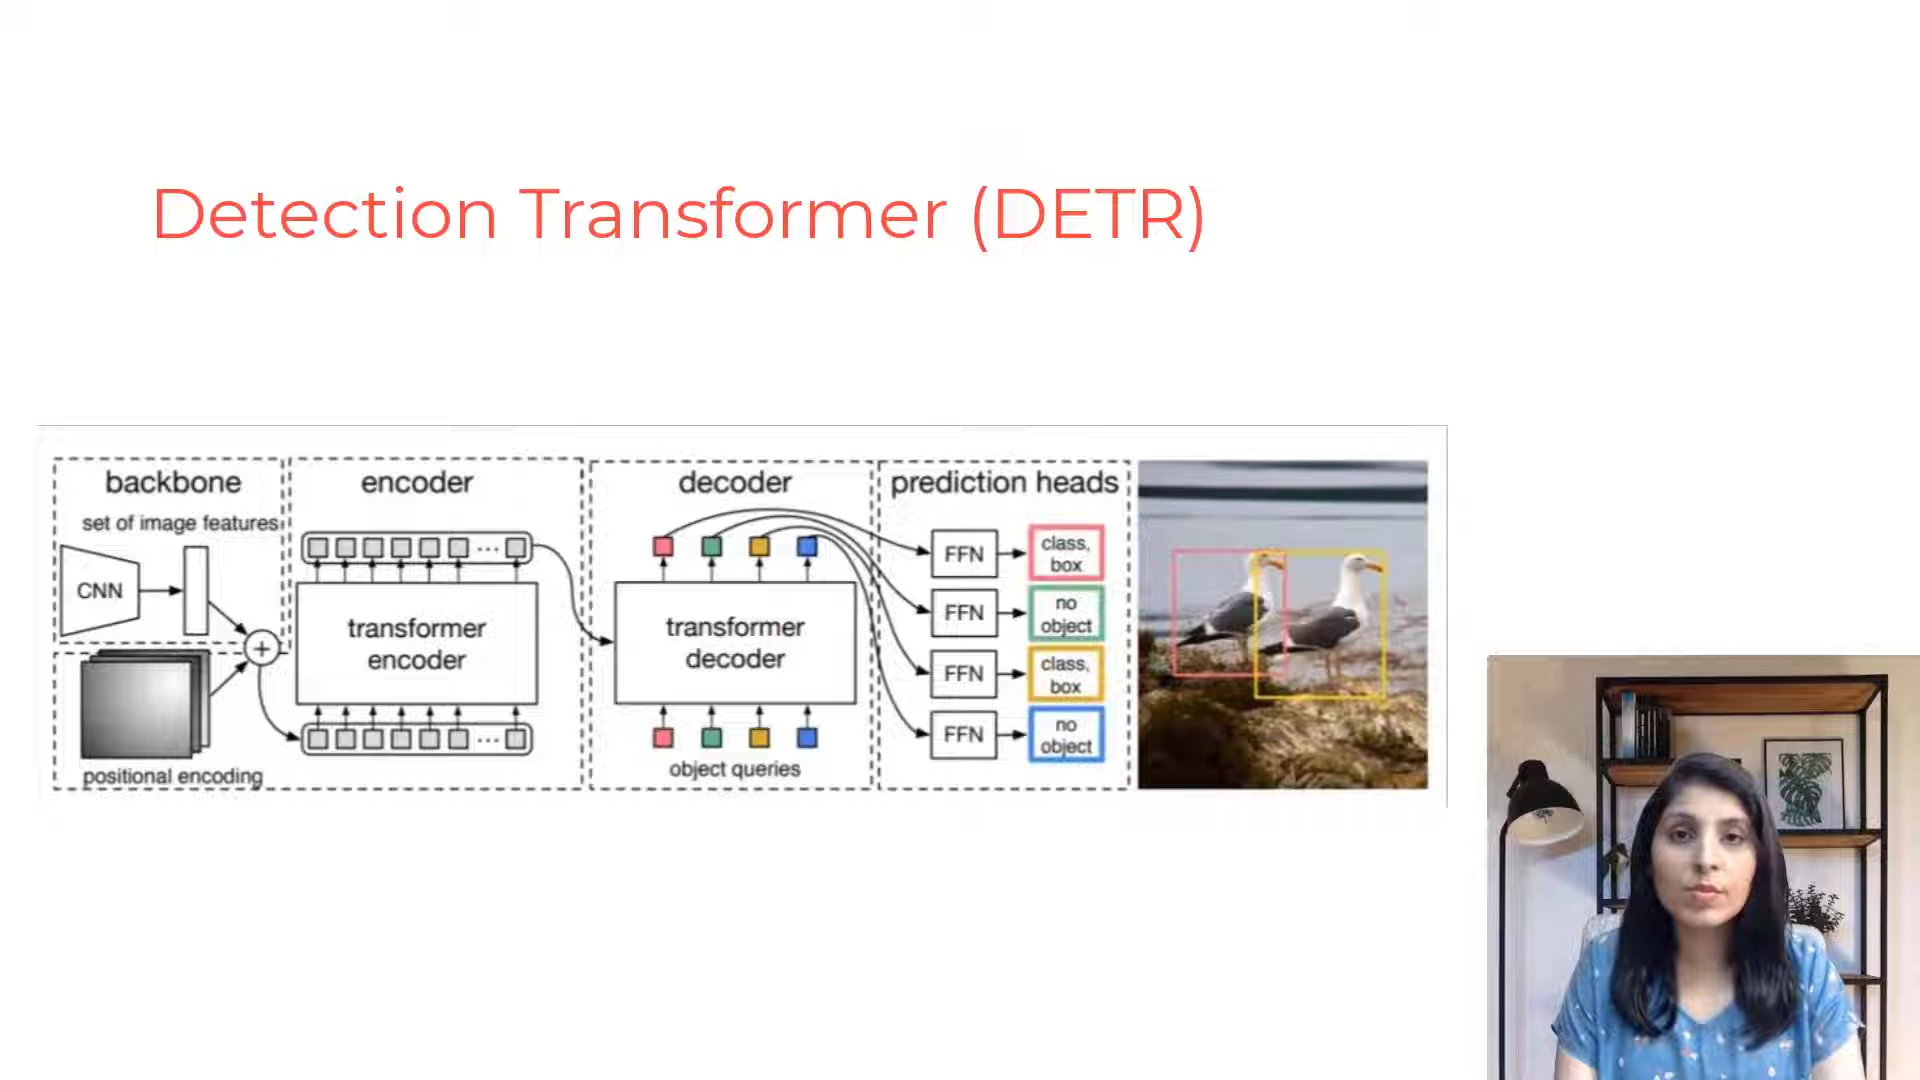 Detection Transformer (DETR)
backbone
set of image features
CNN
+
positional encoding
encoder
...
transformer
encoder
...
decoder
transformer
decoder
object queries
prediction heads
FFN
class,
box
FFN
no
object
FFN
class,
box
FFN
no
object